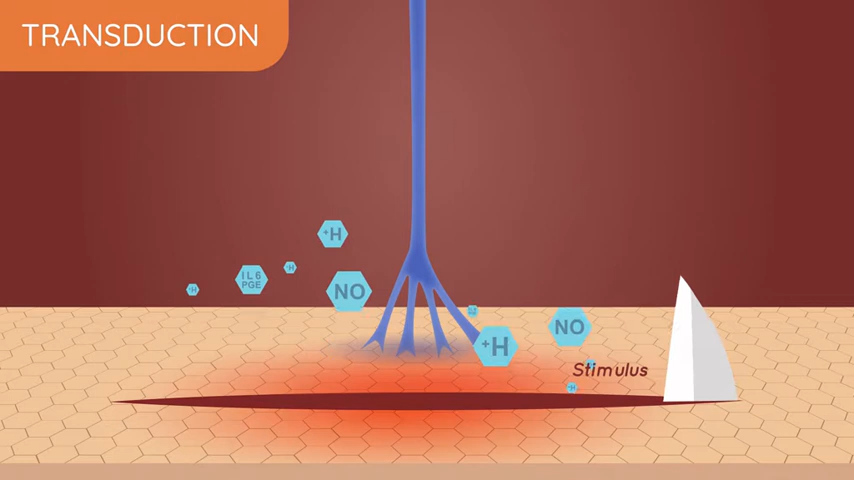 TRANSDUCTION
+H
IL6
PGE
+H
+H
NO
NO
+H
Stimulus
+H